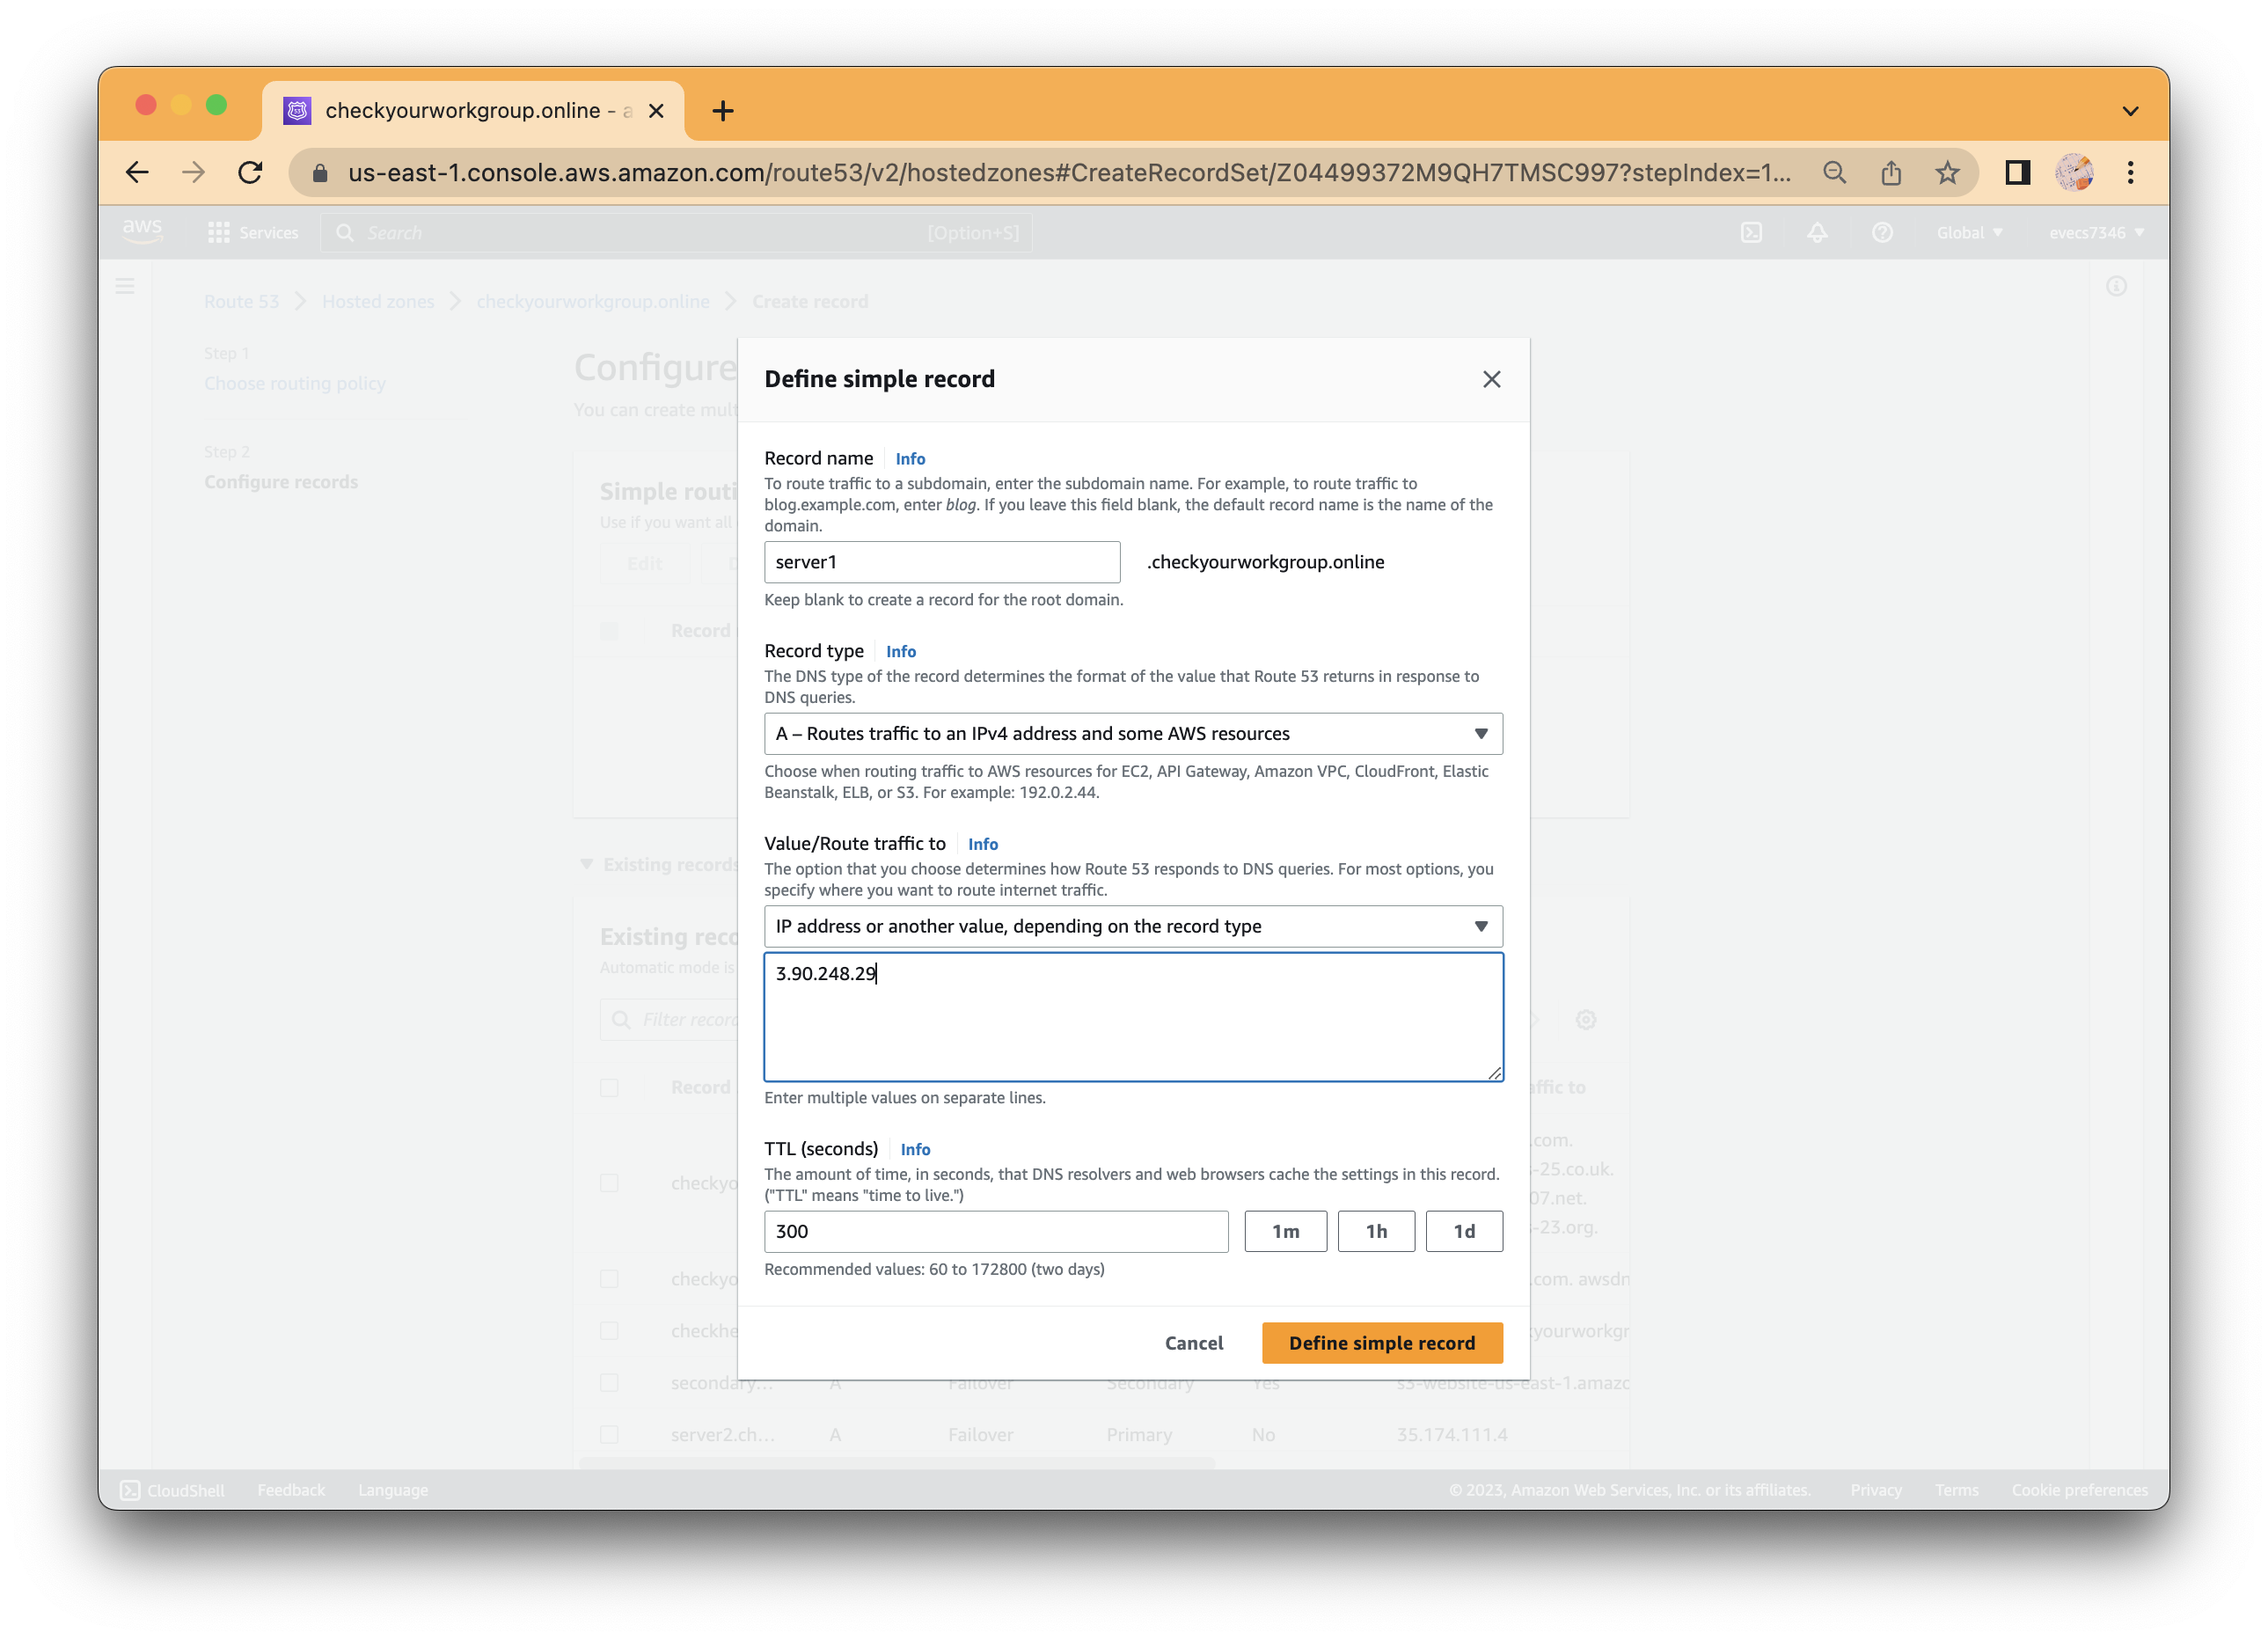 checkyourworkgroup.online - a
us-east-1.console.aws.amazon.com/route53/v2/hostedzones#CreateRecordSet/Z04499372M9QH7TMSC997?stepIndex=1...
aws
Services
Search
[Option+S]
Global
evecs7346
Route 53
Hosted zones
checkyourworkgroup.online
Create record
Step 1
Choose routing policy
Step 2
Configure records
Configure
You can create mult
Simple routi
Use if you want all
Edit
D
Record
Define simple record
Record name
Info
To route traffic to a subdomain, enter the subdomain name. For example, to route traffic to
blog.example.com, enter blog. If you leave this field blank, the default record name is the name of the
domain.
server1
.checkyourworkgroup.online
Keep blank to create a record for the root domain.
Record type
Info
The DNS type of the record determines the format of the value that Route 53 returns in response to
DNS queries.
A – Routes traffic to an IPv4 address and some AWS resources
Choose when routing traffic to AWS resources for EC2, API Gateway, Amazon VPC, CloudFront, Elastic
Beanstalk, ELB, or S3. For example: 192.0.2.44.
Value/Route traffic to
Info
The option that you choose determines how Route 53 responds to DNS queries. For most options, you
specify where you want to route internet traffic.
IP address or another value, depending on the record type
3.90.248.29
Enter multiple values on separate lines.
TTL (seconds)
Info
The amount of time, in seconds, that DNS resolvers and web browsers cache the settings in this record.
("TTL" means "time to live.")
300
1m
1h
1d
Recommended values: 60 to 172800 (two days)
Cancel
Define simple record
Existing records
Existing reco
Automatic mode is
Filter record
Record
affic to
.com.
s-25.co.uk.
07.net.
s-23.org.
checkyo
checkyo
.com. awsdn
checkhe
yourworkgr
secondary... A Failover Secondary Yes s3-website-us-east-1.amazo
server2.ch... A Failover Primary No 35.174.111.4
CloudShell
Feedback
Language
© 2023, Amazon Web Services, Inc. or its affiliates.
Privacy
Terms
Cookie preferences